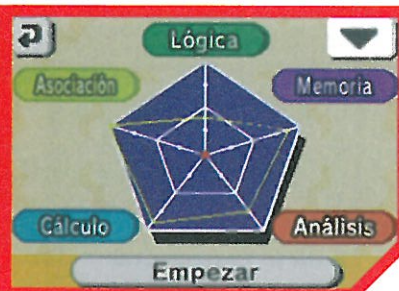 Lógica
Asociación
Memoria
Cálculo
Análisis
Empezar